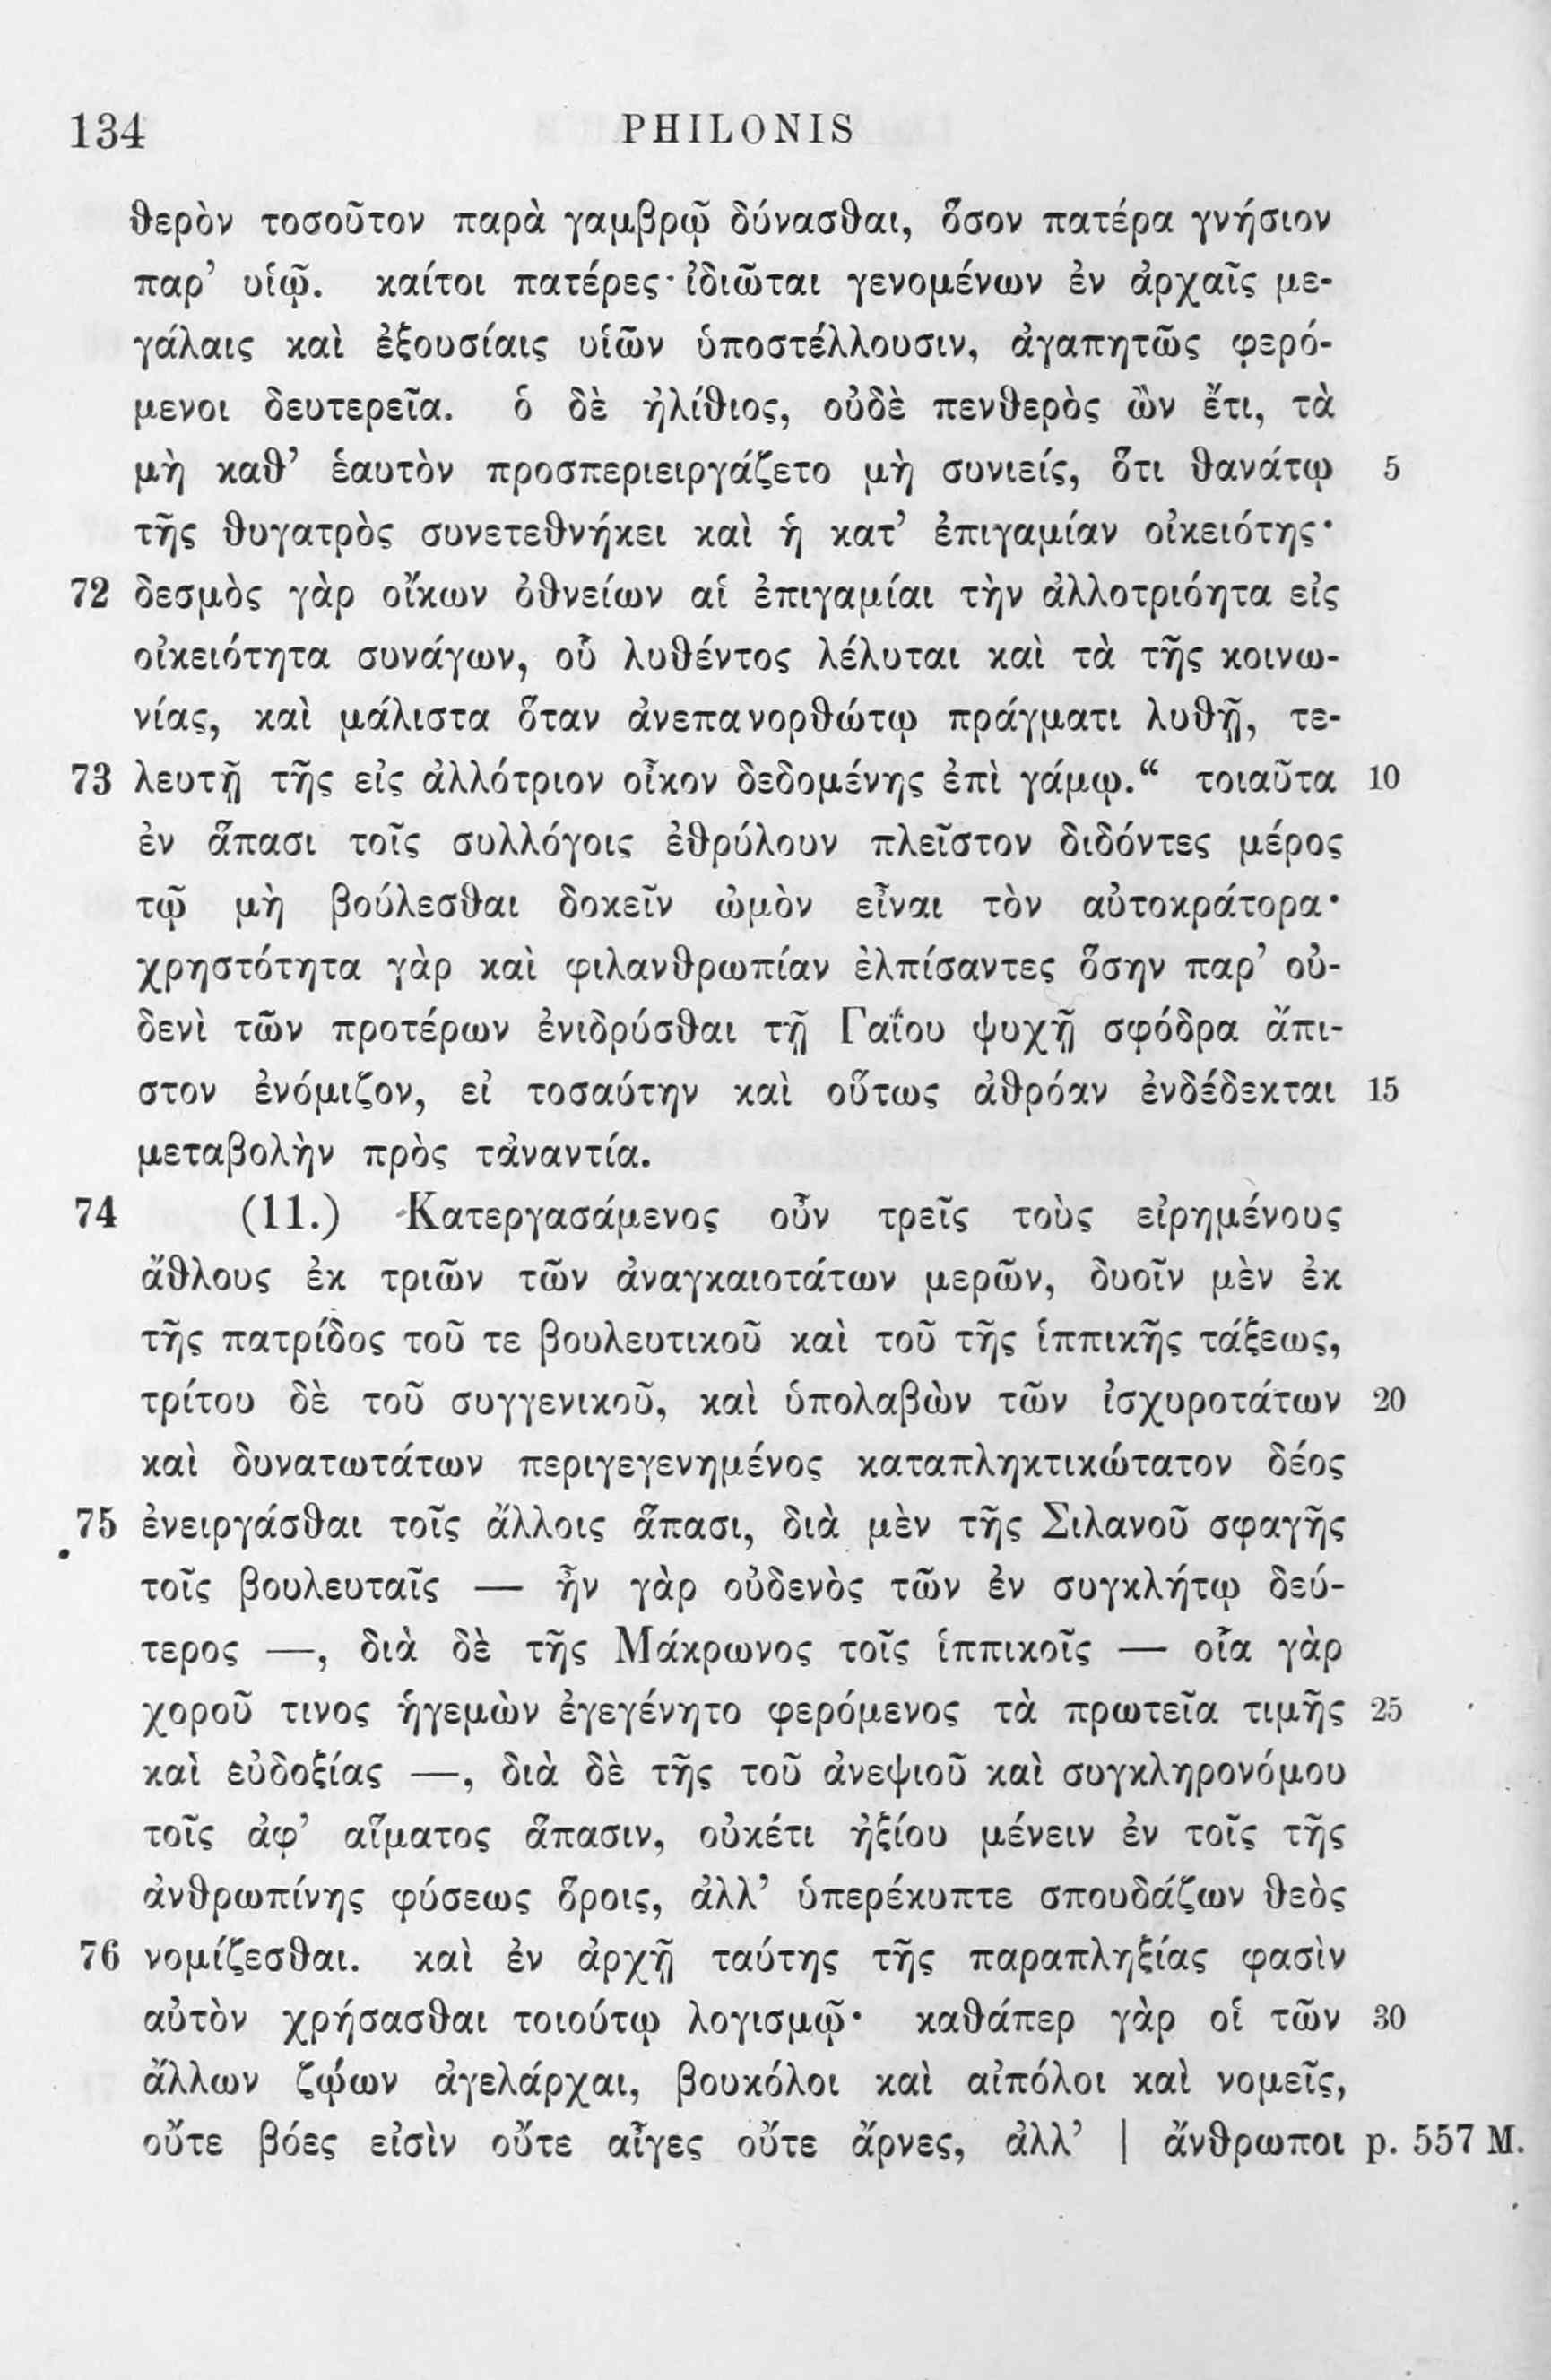 134 PHILONIS
θερὸν τοσοῦτον παρὰ γαμβρῷ δύνασθαι, ὅσον πατέρα γνήσιον
παρ’ υἱῷ. καίτοι πατέρες ἰδιῶται γενομένων ἐν ἀρχαῖς με-
γάλαις καὶ ἐξουσίαις υἱῶν ὑποστέλλουσιν, ἀγαπητῶς φερό-
μενοι δευτερεῖα. ὁ δὲ ἠλίθιος, οὐδὲ πενθερὸς ὢν ἔτι, τὰ
μὴ καθ’ ἑαυτὸν προσπεριειργάζετο μὴ συνιείς, ὅτι θανάτῳ 5
τῆς θυγατρὸς συνετεθνήκει καὶ ἡ κατ’ ἐπιγαμίαν οἰκειότης·
72 δεσμὸς γὰρ οἴκων ὀθνείων αἱ ἐπιγαμίαι τὴν ἀλλοτριόητα εἰς
οἰκειότητα συνάγων, οὗ λυθέντος λέλυται καὶ τὰ τῆς κοινω-
νίας, καὶ μάλιστα ὅταν ἀνεπανορθώτῳ πράγματι λυθῇ, τε-
73 λευτῇ τῆς εἰς ἀλλότριον οἶκον δεδομένης ἐπὶ γάμῳ.“ τοιαῦτα 10
ἐν ἅπασι τοῖς συλλόγοις ἐθρύλουν πλεῖστον διδόντες μέρος
τῷ μὴ βούλεσθαι δοκεῖν ὠμὸν εἶναι τὸν αὐτοκράτορα·
χρηστότητα γὰρ καὶ φιλανθρωπίαν ἐλπίσαντες ὅσην παρ’ οὐ-
δενὶ τῶν προτέρων ἐνιδρύσθαι τῇ Γαΐου ψυχῇ σφόδρα ἄπι-
στον ἐνόμιζον, εἰ τοσαύτην καὶ οὕτως ἀθρόαν ἐνδέδεκται 15
μεταβολὴν πρὸς τἀναντία.
74 (11.) Κατεργασάμενος οὖν τρεῖς τοὺς εἰρημένους
ἄθλους ἐκ τριῶν τῶν ἀναγκαιοτάτων μερῶν, δυοῖν μὲν ἐκ
τῆς πατρίδος τοῦ τε βουλευτικοῦ καὶ τοῦ τῆς ἱππικῆς τάξεως,
τρίτου δὲ τοῦ συγγενικοῦ, καὶ ὑπολαβὼν τῶν ἰσχυροτάτων 20
καὶ δυνατωτάτων περιγεγενημένος καταπληκτικώτατον δέος
75 ἐνειργάσθαι τοῖς ἄλλοις ἅπασι, διὰ μὲν τῆς Σιλανοῦ σφαγῆς
τοῖς βουλευταῖς — ἦν γὰρ οὐδενὸς τῶν ἐν συγκλήτῳ δεύ-
τερος —, διὰ δὲ τῆς Μάκρωνος τοῖς ἱππικοῖς — οἷα γὰρ
χοροῦ τινος ἡγεμὼν ἐγεγένητο φερόμενος τὰ πρωτεῖα τιμῆς 25
καὶ εὐδοξίας —, διὰ δὲ τῆς τοῦ ἀνεψιοῦ καὶ συγκληρονόμου
τοῖς ἀφ’ αἵματος ἅπασιν, οὐκέτι ἠξίου μένειν ἐν τοῖς τῆς
ἀνθρωπίνης φύσεως ὅροις, ἀλλ’ ὑπερέκυπτε σπουδάζων θεὸς
76 νομίζεσθαι. καὶ ἐν ἀρχῇ ταύτης τῆς παραπληξίας φασὶν
αὐτὸν χρήσασθαι τοιούτῳ λογισμῷ· καθάπερ γὰρ οἱ τῶν 30
ἄλλων ζῴων ἀγελάρχαι, βουκόλοι καὶ αἰπόλοι καὶ νομεῖς,
οὔτε βόες εἰσὶν οὔτε αἶγες οὔτε ἄρνες, ἀλλ’ | ἄνθρωποι p. 557 M.